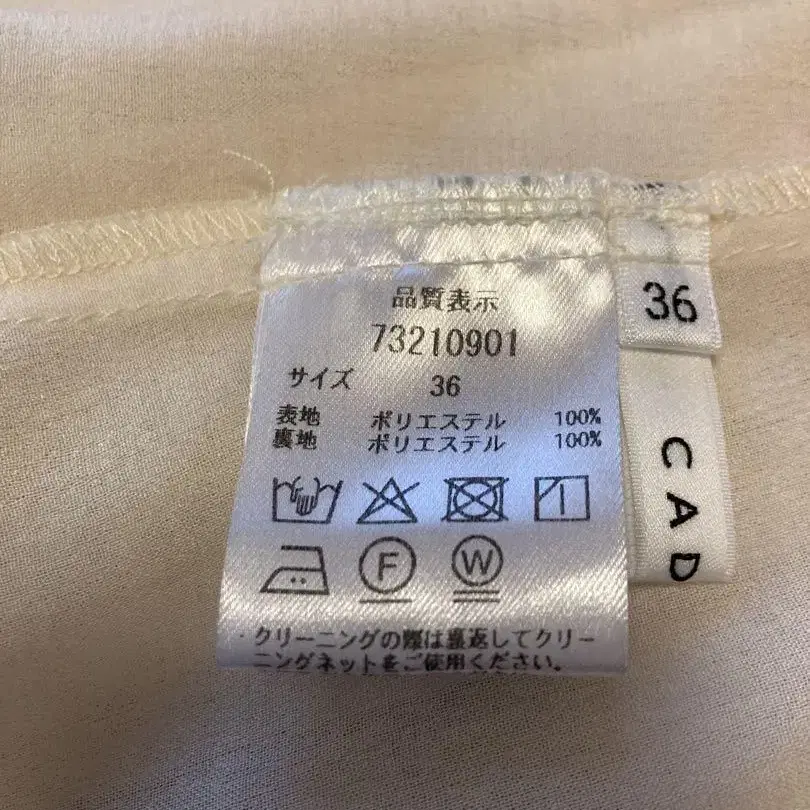 品質表示
73210901
サイズ 36
表地 ポリエステル 100%
裏地 ポリエステル 100%
F W
・クリーニングの際は裏返してクリー
ニングネットをご使用ください。
36
CAD